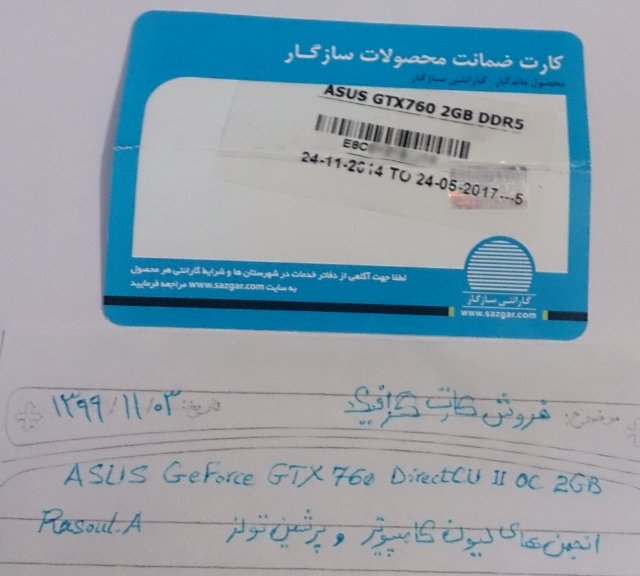 کارت ضمانت محصولات سازگـار
محصول ماندگار گارانتی سازگار
ASUS GTX760 2GB DDR5
E8C
24-11-2014 TO 24-05-2017---5
لطفا جهت آگاهی از دفاتر خدمات در شهرستان ها و شرایط گارانتی هر محصول
به سایت www.sazgar.com مراجعه فرمایید
گارانتی سازگار
www.sazgar.com
موضوع: فروش کارت گرافیک تاریخ: ۱۳۹۹/۱۱/۰۳
ASUS GeForce GTX 760 DirectCU II OC 2GB
انجمن های لیون کامپیوتر و پرشین تولز Rasoul.A